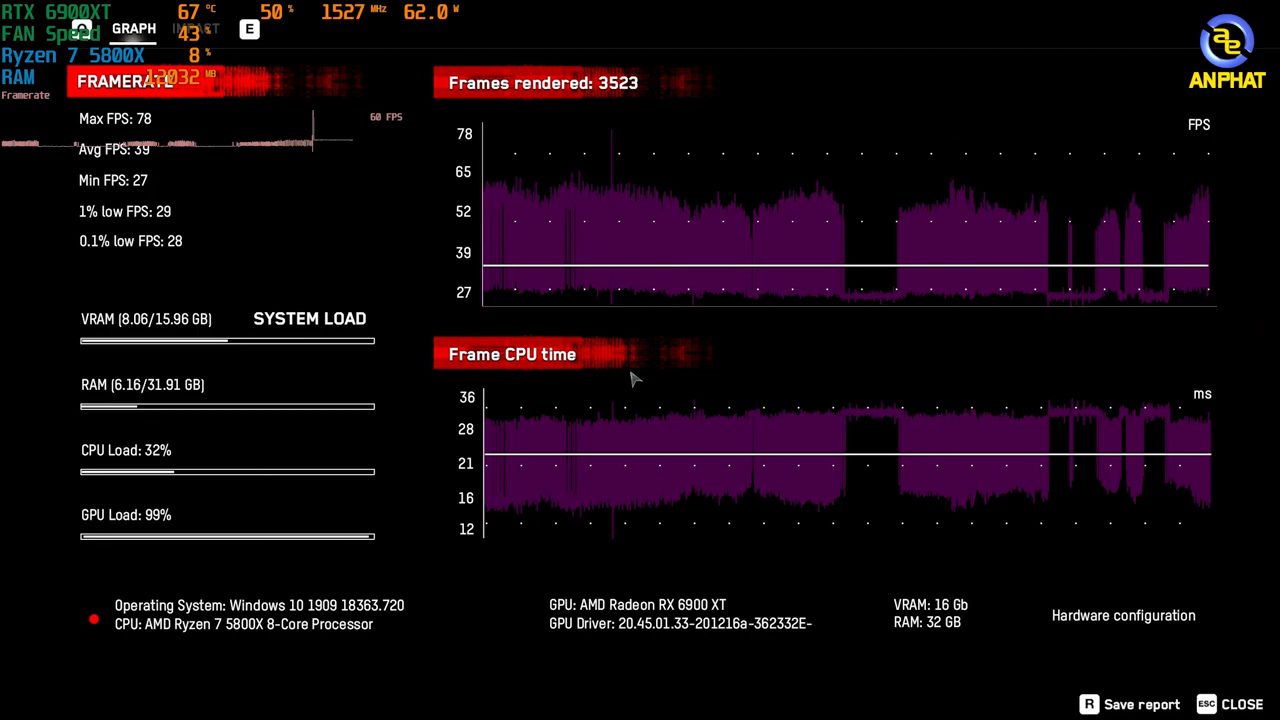 RTX 6900XT 67 °C 50 % 1527 MHz 62.0 W
FAN Speed 43 %
Ryzen 7 5800X 8 %
RAM 12032 MB
Framerate
Q GRAPH IMPACT E
ae
ANPHAT
FRAMERATE
60 FPS
Max FPS: 78
Avg FPS: 39
Min FPS: 27
1% low FPS: 29
0.1% low FPS: 28
VRAM (8.06/15.96 GB) SYSTEM LOAD
RAM (6.16/31.91 GB)
CPU Load: 32%
GPU Load: 99%
Frames rendered: 3523
FPS
78
65
52
39
27
Frame CPU time
ms
36
28
21
16
12
Operating System: Windows 10 1909 18363.720
CPU: AMD Ryzen 7 5800X 8-Core Processor
GPU: AMD Radeon RX 6900 XT
GPU Driver: 20.45.01.33-201216a-362332E-
VRAM: 16 Gb
RAM: 32 GB
Hardware configuration
R Save report ESC CLOSE